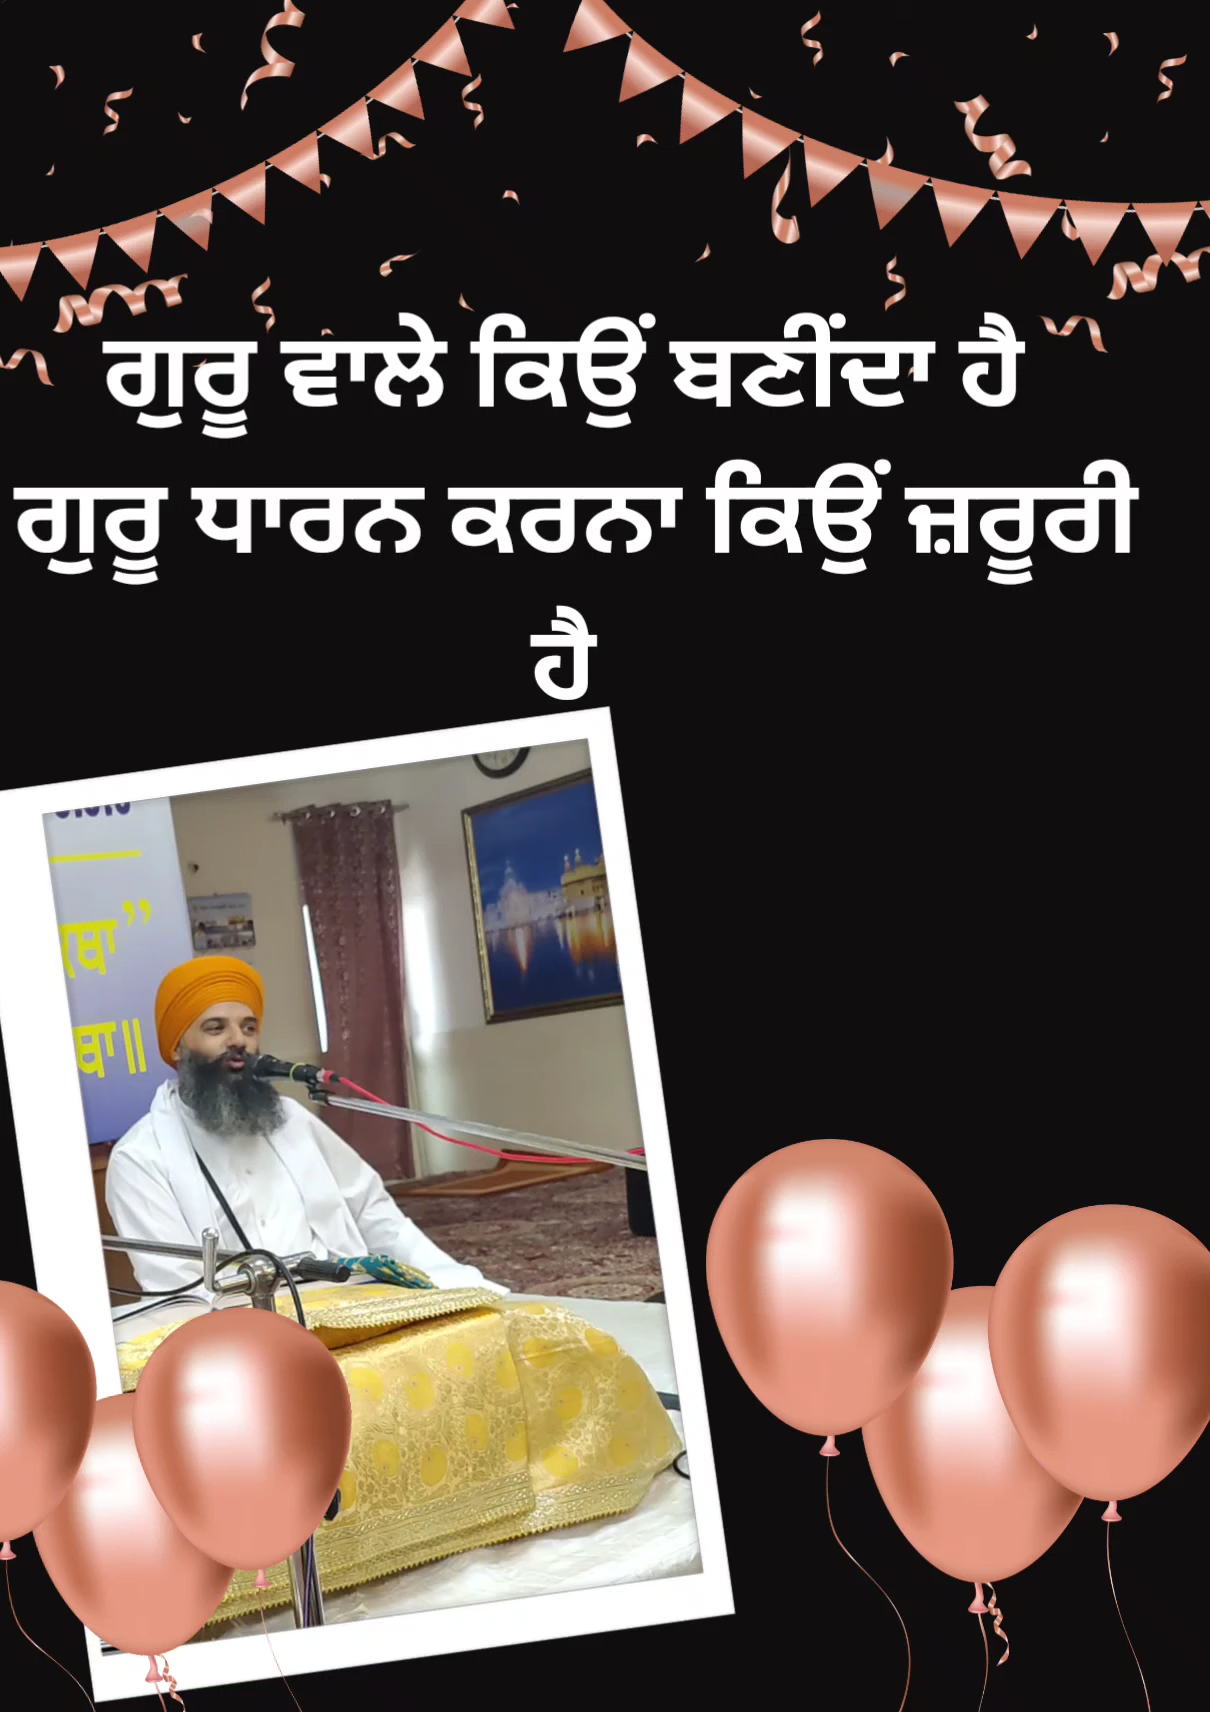 ਗੁਰੂ ਵਾਲੇ ਕਿਉਂ ਬਣੀਂਦਾ ਹੈ
ਗੁਰੂ ਧਾਰਨ ਕਰਨਾ ਕਿਉਂ ਜ਼ਰੂਰੀ
ਹੈ